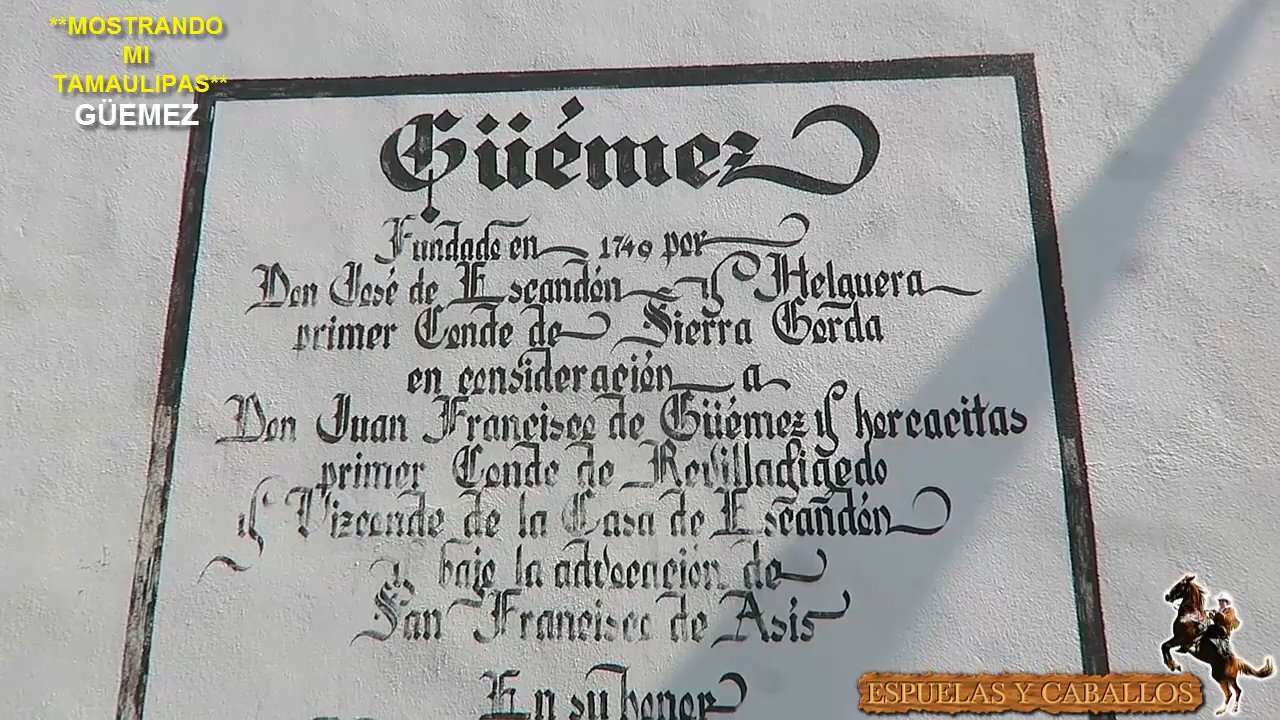 **MOSTRANDO
MI
TAMAULIPAS**
GÜEMEZ
Güémez
Fundado en 1749 por
Don José de Escandón y Helguera
primer Conde de Sierra Gorda
en consideración a
Don Juan Francisco de Güémez y horcacitas
primer Conde de Revillagigedo
y Vizconde de la Casa de Escandón
y bajo la advocación de
San Francisco de Asís
En su honor
ESPUELAS Y CABALLOS